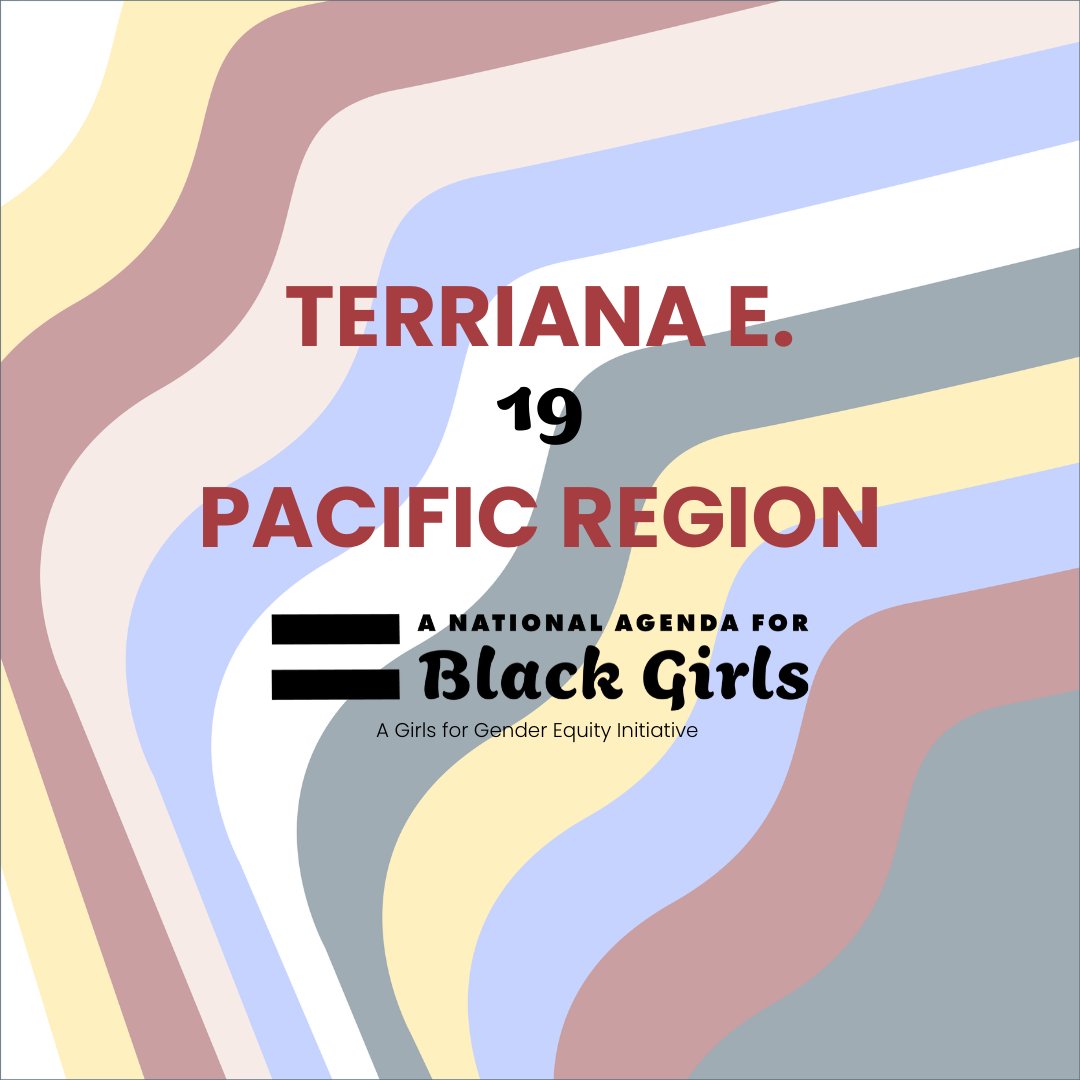 TERRIANA E.
19
PACIFIC REGION
A NATIONAL AGENDA FOR
Black Girls
A Girls for Gender Equity Initiative